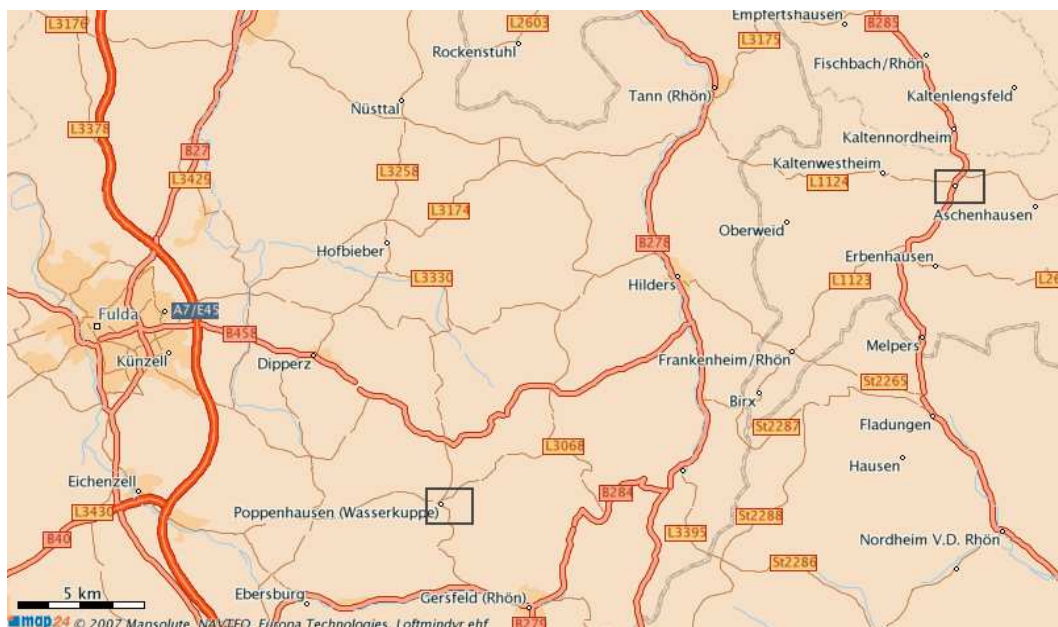 L3176
L2603
Empfertshausen
B285
Rockenstuhl
L3175
Fischbach/Rhön
Nüsttal
Tann (Rhön)
Kaltenlengsfeld
L3378
Kaltennordheim
B27
Kaltenwestheim
L3258
L3429
L1124
L3174
Aschenhausen
Oberweid
B278
Hofbieber
Erbenhausen
L3330
Hilders
L1123
L26
Fulda
A7/E45
B458
Melpers
Künzell
Dipperz
Frankenheim/Rhön
St2265
Birx
Fladungen
St2287
L3068
Hausen
Eichenzell
B284
L3430
Poppenhausen (Wasserkuppe)
St2288
B40
L3395
Nordheim V.D. Rhön
St2286
5 km
Ebersburg
Gersfeld (Rhön)
B279
map24 © 2007 Mapsolute, NAVTEQ, Europa Technologies,